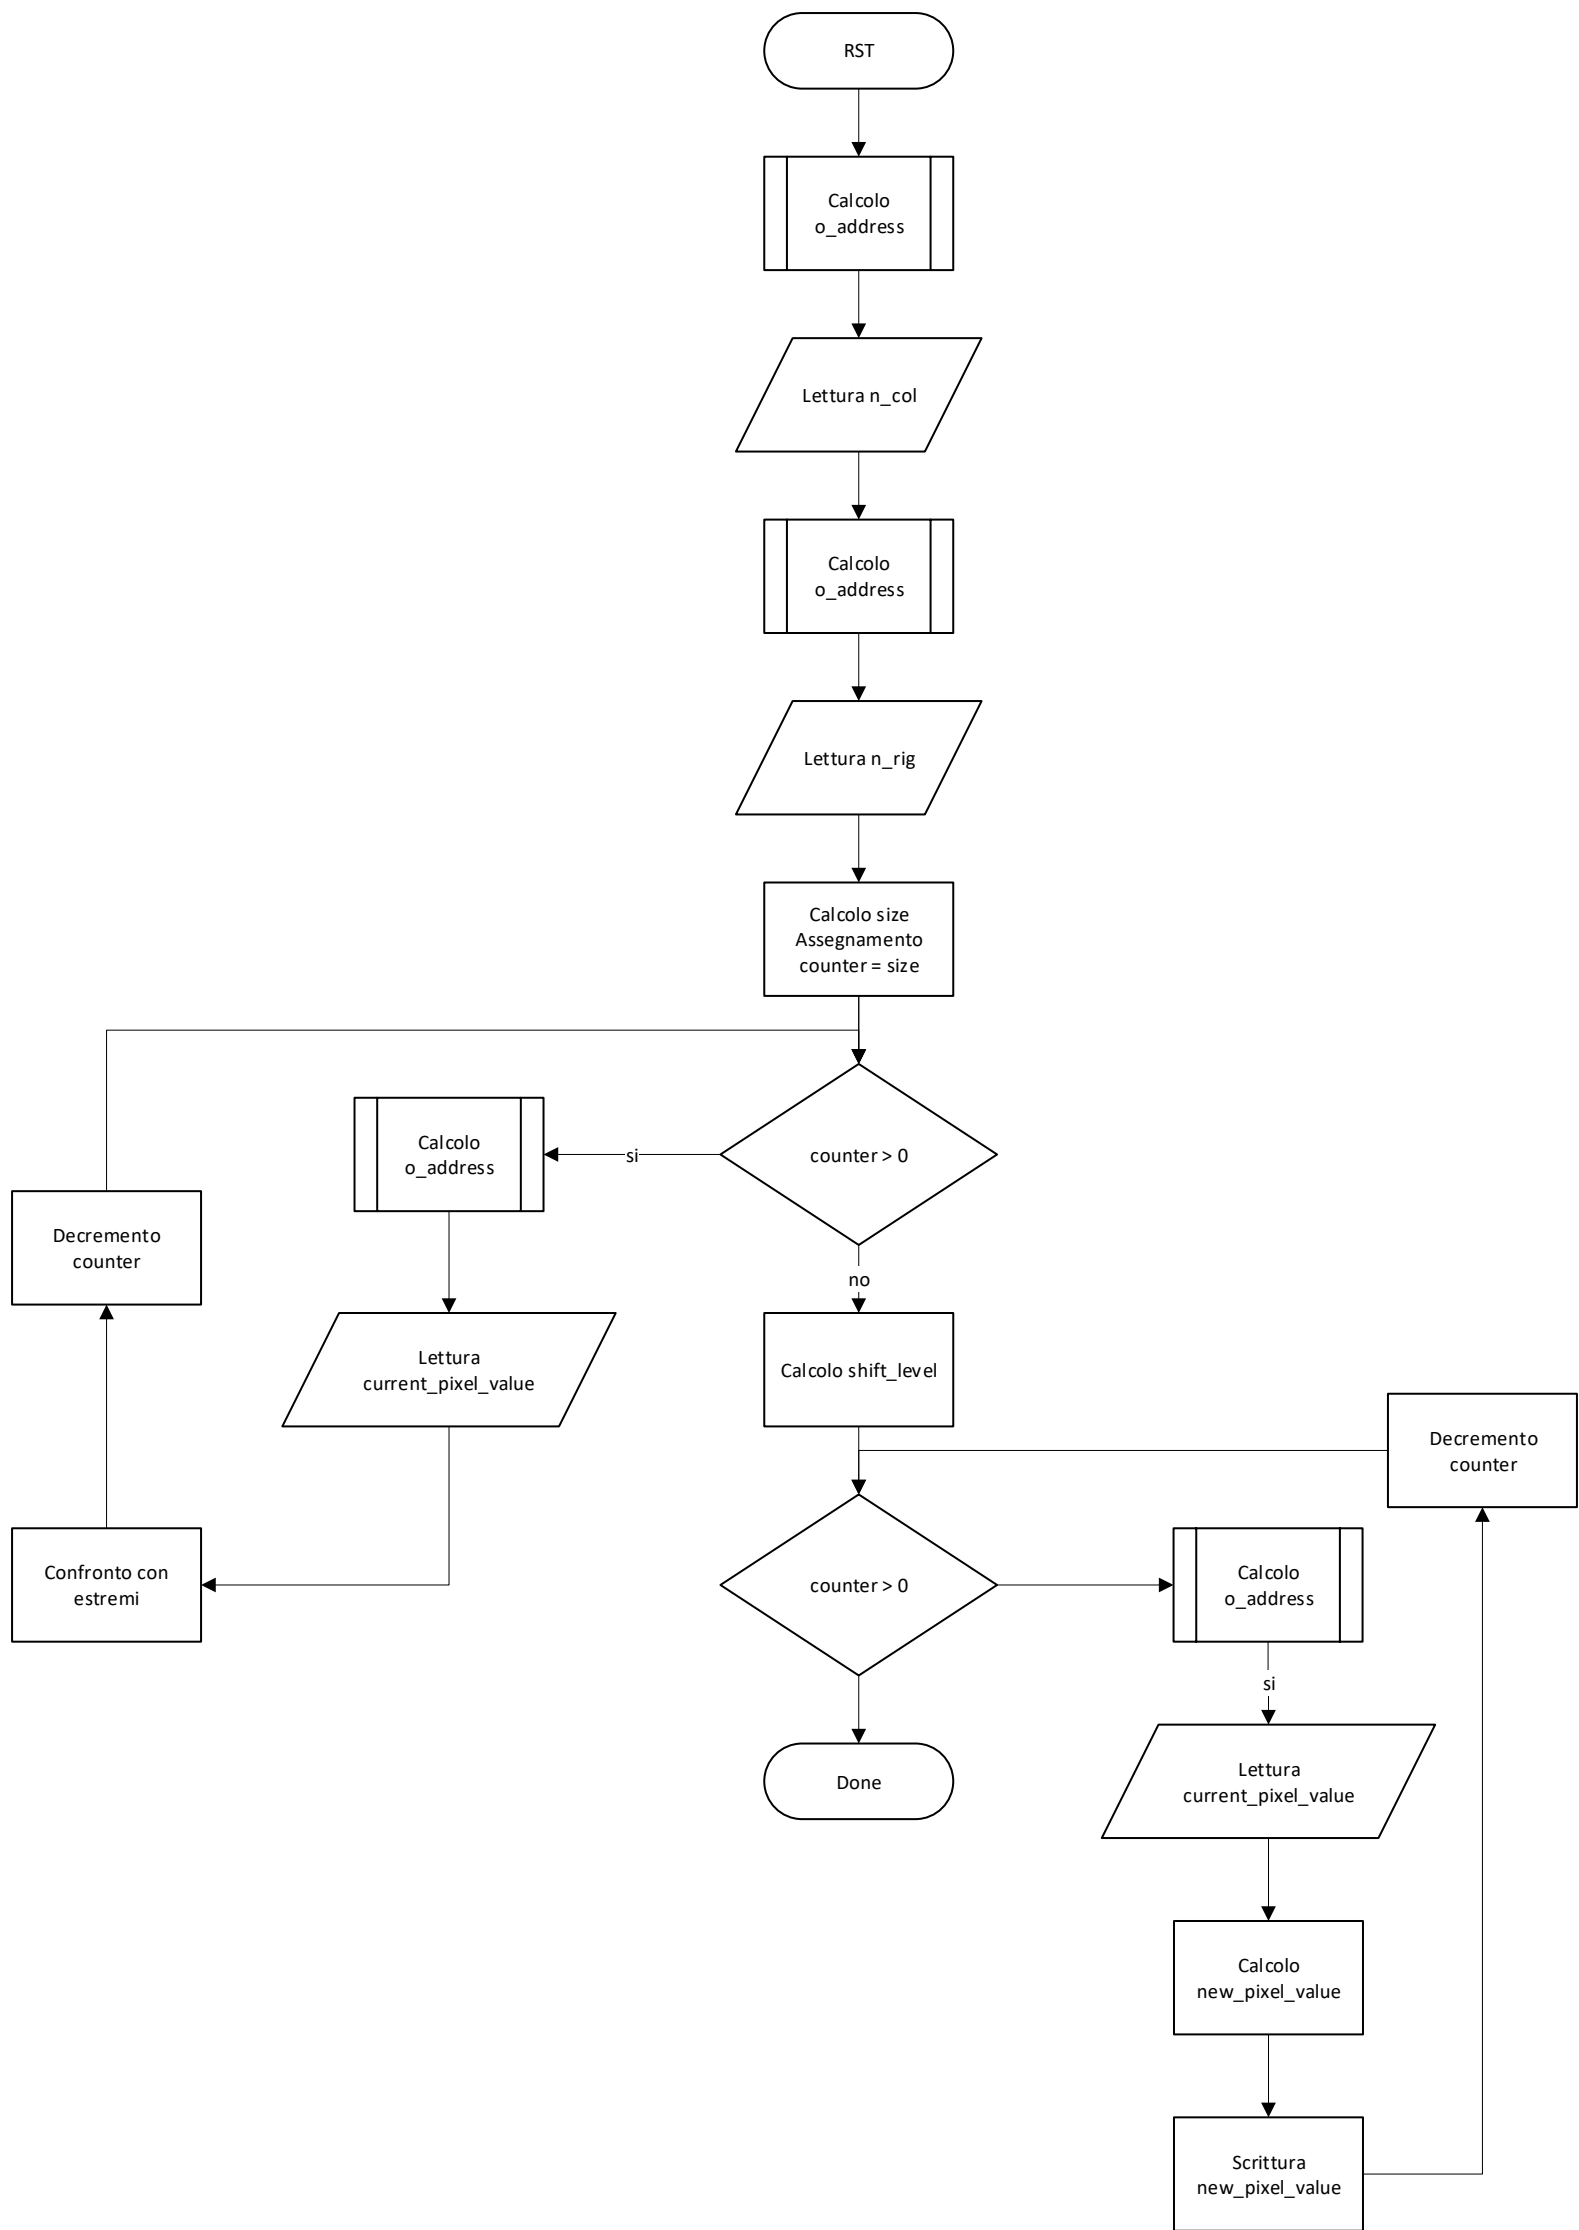 RST
Calcolo
o_address
Lettura n_col
Calcolo
o_address
Lettura n_rig
Calcolo size
Assegnamento
counter = size
counter > 0
si
Calcolo
o_address
Lettura
current_pixel_value
Confronto con
estremi
Decremento
counter
no
Calcolo shift_level
counter > 0
Calcolo
o_address
si
Lettura
current_pixel_value
Calcolo
new_pixel_value
Scrittura
new_pixel_value
Decremento
counter
Done